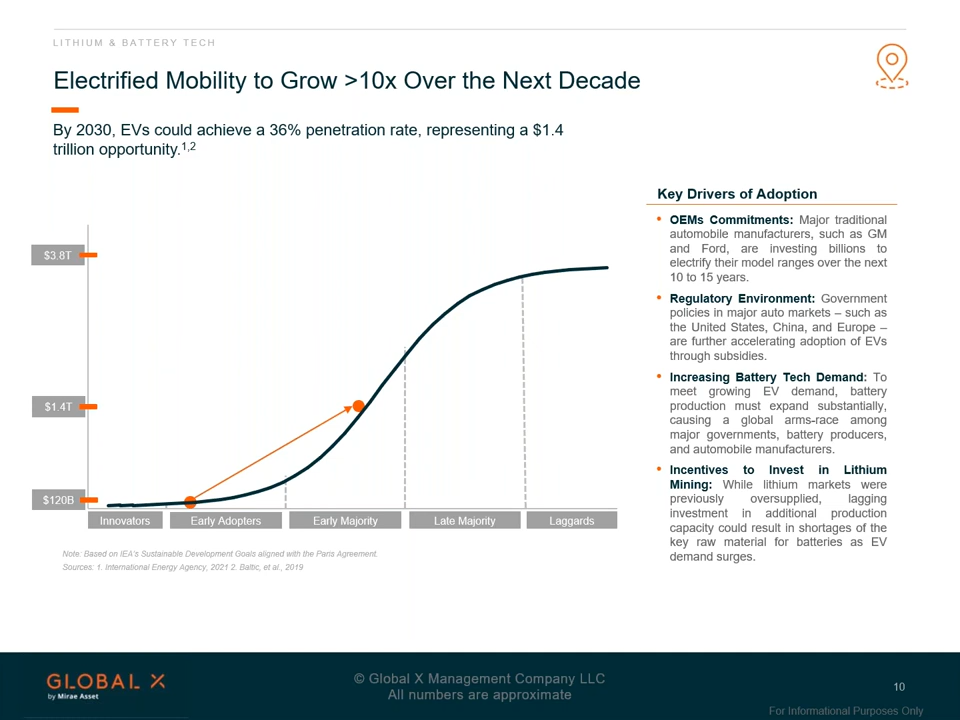 LITHIUM & BATTERY TECH
Electrified Mobility to Grow >10x Over the Next Decade
By 2030, EVs could achieve a 36% penetration rate, representing a $1.4
trillion opportunity.1,2
$3.8T
$1.4T
$120B
Innovators
Early Adopters
Early Majority
Late Majority
Laggards
Note: Based on IEA's Sustainable Development Goals aligned with the Paris Agreement.
Sources: 1. International Energy Agency, 2021 2. Baltic, et al., 2019
Key Drivers of Adoption
• OEMs Commitments: Major traditional
automobile manufacturers, such as GM
and Ford, are investing billions to
electrify their model ranges over the next
10 to 15 years.
• Regulatory Environment: Government
policies in major auto markets – such as
the United States, China, and Europe –
are further accelerating adoption of EVs
through subsidies.
• Increasing Battery Tech Demand: To
meet growing EV demand, battery
production must expand substantially,
causing a global arms-race among
major governments, battery producers,
and automobile manufacturers.
• Incentives to Invest in Lithium
Mining: While lithium markets were
previously oversupplied, lagging
investment in additional production
capacity could result in shortages of the
key raw material for batteries as EV
demand surges.
GLOBAL X
by Mirae Asset
© Global X Management Company LLC
All numbers are approximate
10
For Informational Purposes Only